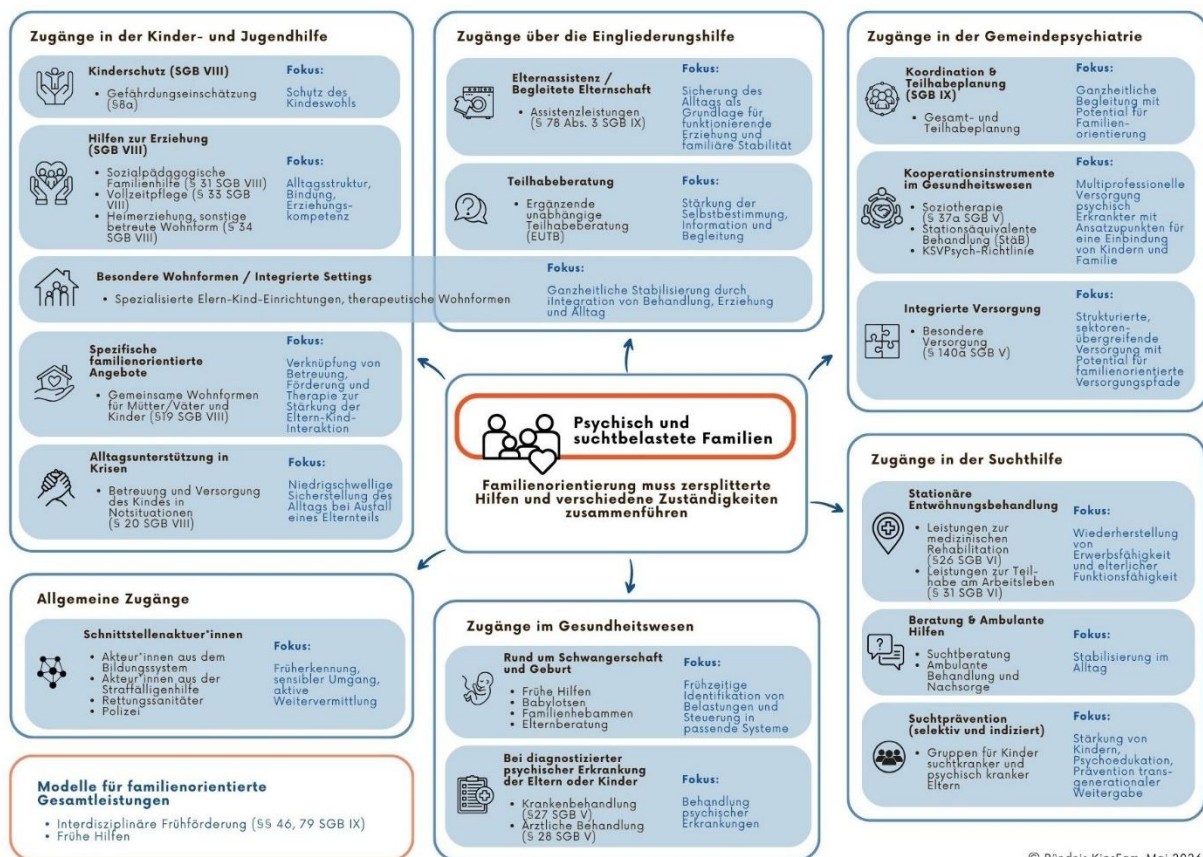 Zugänge in der Kinder- und Jugendhilfe
Kinderschutz (SGB VIII)
• Gefährdungseinschätzung
(§8a)
Fokus:
Schutz des
Kindeswohls
Hilfen zur Erziehung
(SGB VIII)
• Sozialpädagogische
Familienhilfe (§ 31 SGB VIII)
• Vollzeitpflege (§ 33 SGB
VIII)
• Heimerziehung, sonstige
betreute Wohnform (§ 34
SGB VIII)
Fokus:
Alltagsstruktur,
Bindung,
Erziehungs-
kompetenz
Besondere Wohnformen / Integrierte Settings
• Spezialisierte Elern-Kind-Einrichtungen, therapeutische Wohnformen
Fokus:
Ganzheitliche Stabilisierung durch
iIntegration von Behandlung, Erziehung
und Alltag
Spezifische
familienorientierte
Angebote
• Gemeinsame Wohnformen
für Mütter/Väter und
Kinder (§19 SGB VIII)
Fokus:
Verknüpfung von
Betreuung,
Förderung und
Therapie zur
Stärkung der
Eltern-Kind-
Interaktion
Alltagsunterstützung in
Krisen
• Betreuung und Versorgung
des Kindes in
Notsituationen
(§ 20 SGB VIII)
Fokus:
Niedrigschwellige
Sicherstellung des
Alltags bei Ausfall
eines Elternteils
Zugänge über die Eingliederungshilfe
Elternassistenz /
Begleitete Elternschaft
• Assistenzleistungen
(§ 78 Abs. 3 SGB IX)
Fokus:
Sicherung des
Alltags als
Grundlage für
funktionierende
Erziehung und
familiäre Stabilität
Teilhabeberatung
• Ergänzende
unabhängige
Teilhabeberatung
(EUTB)
Fokus:
Stärkung der
Selbstbestimmung,
Information und
Begleitung
Zugänge in der Gemeindepsychiatrie
Koordination &
Teilhabeplanung
(SGB IX)
• Gesamt- und
Teilhabeplanung
Fokus:
Ganzheitliche
Begleitung mit
Potential für
Familien-
orientierung
Kooperationsinstrumente
im Gesundheitswesen
• Soziotherapie
(§ 37a SGB V)
• Stationsäquivalente
Behandlung (StäB)
• KSVPsych-Richtlinie
Fokus:
Multiprofessionelle
Versorgung
psychisch
Erkrankter mit
Ansatzpunkten für
eine Einbindung
von Kindern und
Familie
Integrierte Versorgung
• Besondere
Versorgung
(§ 140a SGB V)
Fokus:
Strukturierte,
sektoren-
übergreifende
Versorgung mit
Potential für
familienorientierte
Versorgungspfade
Psychisch und
suchtbelastete Familien
Familienorientierung muss zersplitterte
Hilfen und verschiedene Zuständigkeiten
zusammenführen
Zugänge in der Suchthilfe
Stationäre
Entwöhnungsbehandlung
• Leistungen zur
medizinischen
Rehabilitation
(§26 SGB VI)
• Leistungen zur Teil-
habe am Arbeitsleben
(§ 31 SGB VI)
Fokus:
Wiederherstellung
von
Erwerbsfähigkeit
und elterlicher
Funktionsfähigkeit
Beratung & Ambulante
Hilfen
• Suchtberatung
• Ambulante
Behandlung und
Nachsorge
Fokus:
Stabilisierung im
Alltag
Suchtprävention
(selektiv und indiziert)
• Gruppen für Kinder
suchtkranker und
psychisch kranker
Eltern
Fokus:
Stärkung von
Kindern,
Psychoedukation,
Prävention trans-
generationaler
Weitergabe
Allgemeine Zugänge
Schnittstellenaktuer*innen
• Akteur*innen aus dem
Bildungssystem
• Akteur*innen aus der
Straffälligenhilfe
• Rettungssanitäter
• Polizei
Fokus:
Früherkennung,
sensibler Umgang,
aktive
Weitervermittlung
Zugänge im Gesundheitswesen
Rund um Schwangerschaft
und Geburt
• Frühe Hilfen
• Babylotsen
• Familienhebammen
• Elternberatung
Fokus:
Frühzeitige
Identifikation von
Belastungen und
Steuerung in
passende Systeme
Bei diagnostizierter
psychischer Erkrankung
der Eltern oder Kinder
• Krankenbehandlung
(§27 SGB V)
• Ärztliche Behandlung
(§ 28 SGB V)
Fokus:
Behandlung
psychischer
Erkrankungen
Modelle für familienorientierte
Gesamtleistungen
• Interdisziplinäre Frühförderung (§§ 46, 79 SGB IX)
• Frühe Hilfen